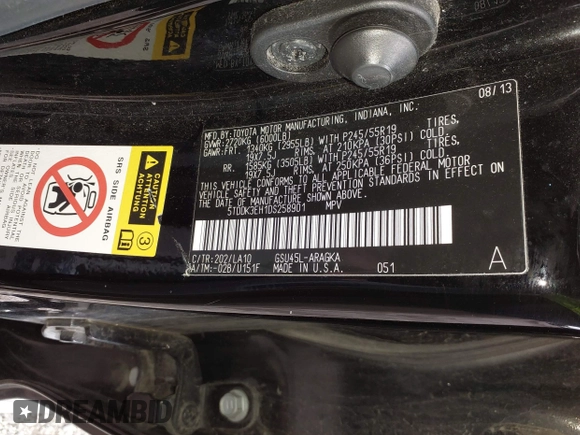 08/13
MFD. BY: TOYOTA MOTOR MANUFACTURING, INDIANA, INC.
GVWR: 2720KG (6000LB)
GAWR: FRT. 1340KG (2955LB) WITH P245/55R19 TIRES,
19X7.5J RIMS, AT 210KPA (30PSI) COLD.
RR. 1585KG (3505LB) WITH P245/55R19 TIRES,
19X7.5J RIMS, AT 250KPA (36PSI) COLD.
THIS VEHICLE CONFORMS TO ALL APPLICABLE FEDERAL MOTOR
VEHICLE SAFETY AND THEFT PREVENTION STANDARDS IN EFFECT ON
THE DATE OF MANUFACTURE SHOWN ABOVE.
5TDDK3EH1DS258901 MPV
C/TR: 202/LA10 GSU45L-ARAGKA
A/TM: -02B/U151F MADE IN U.S.A. 051 A
SRS SIDE AIRBAG
CAUTION
ATTENTION
ACHTUNG
3
DREAMBID